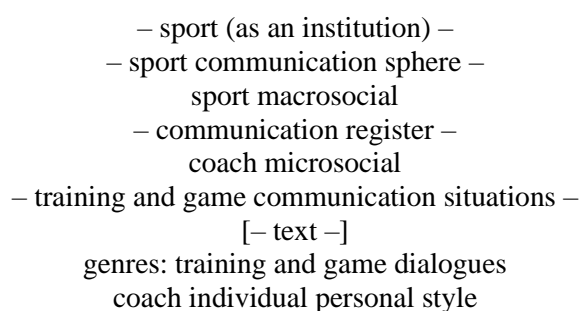 – sport (as an institution) –
– sport communication sphere –
sport macrosocial
– communication register –
coach microsocial
– training and game communication situations –
[– text –]
genres: training and game dialogues
coach individual personal style